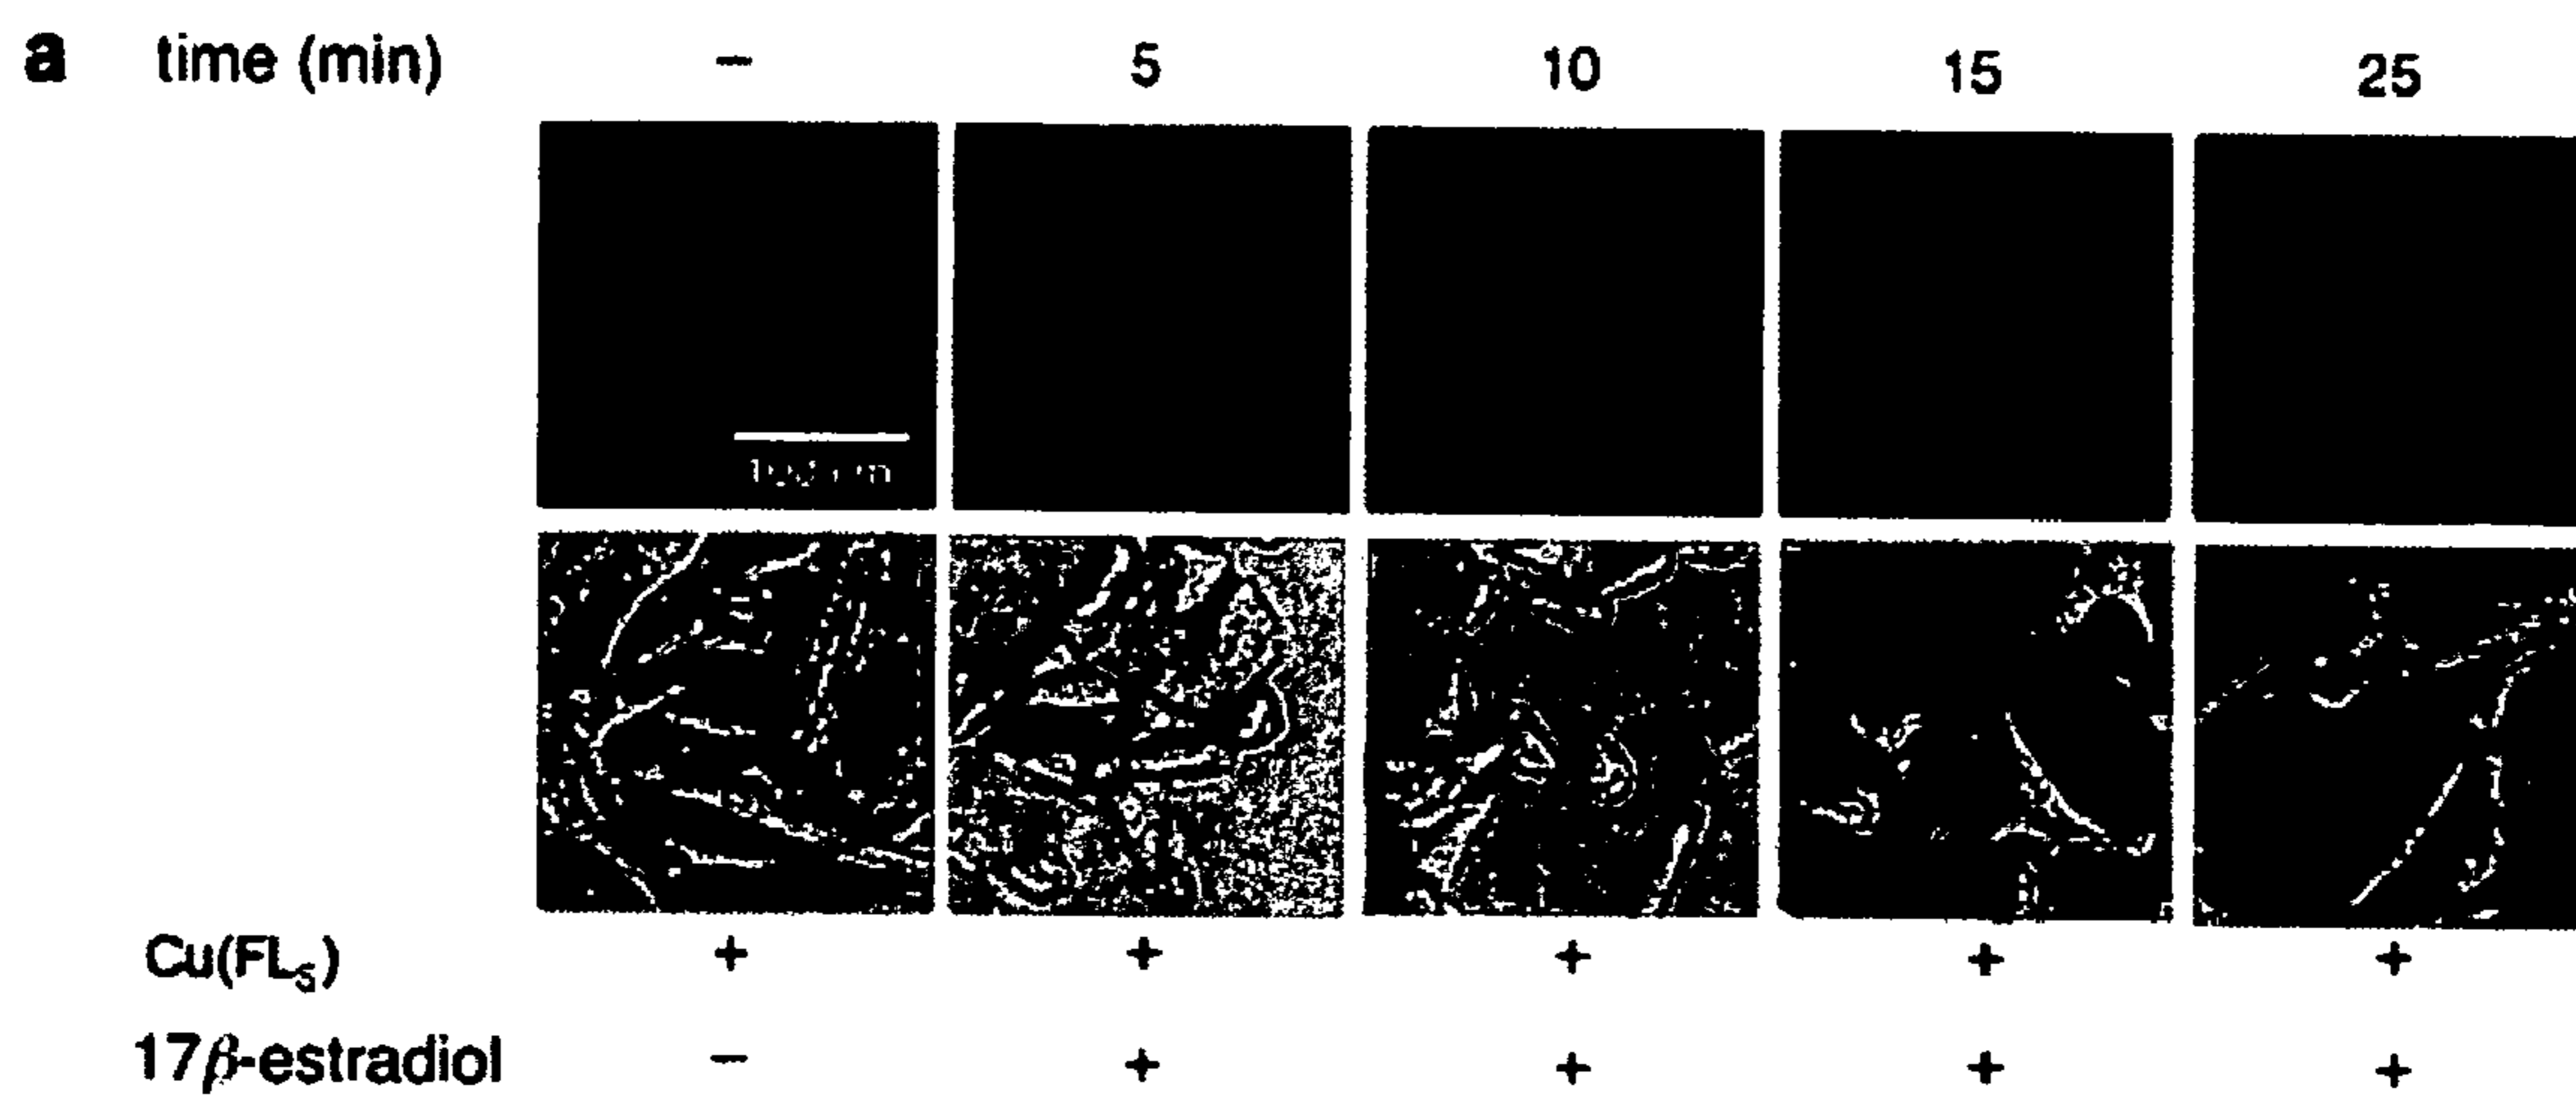 a time (min) – 5 10 15 25
Cu(FL5) + + + + +
17β-estradiol – + + + +